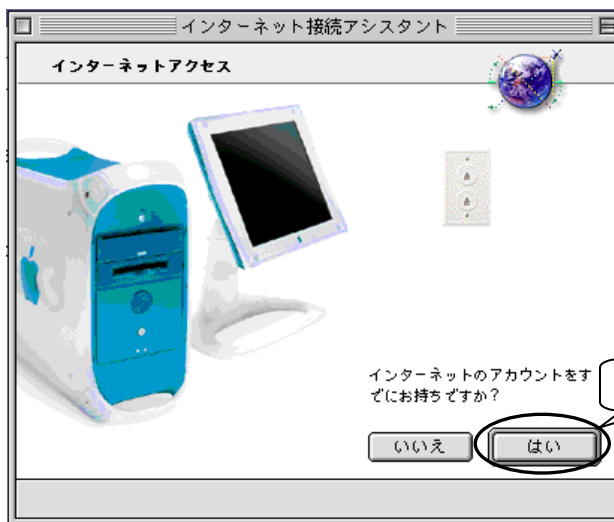 インターネット接続アシスタント
インターネットアクセス
インターネットのアカウントをす
でにお持ちですか？
いいえ
はい